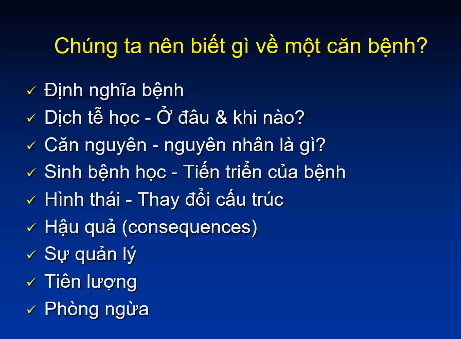 Chúng ta nên biết gì về một căn bệnh?
Định nghĩa bệnh
Dịch tễ học - Ở đâu & khi nào?
Căn nguyên - nguyên nhân là gì?
Sinh bệnh học - Tiến triển của bệnh
Hình thái - Thay đổi cấu trúc
Hậu quả (consequences)
Sự quản lý
Tiên lượng
Phòng ngừa